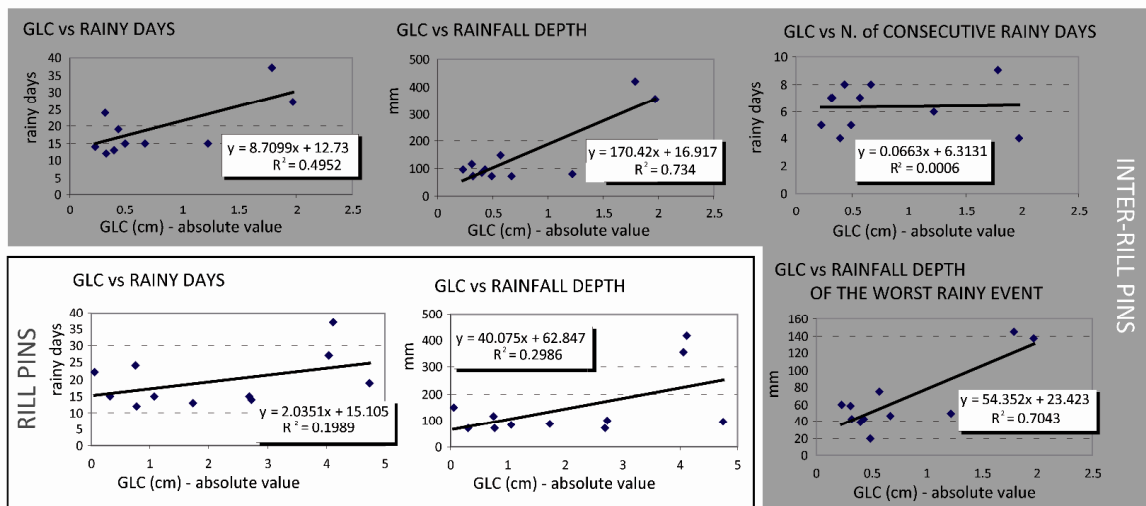 GLC vs RAINY DAYS
rainy days
40
35
30
25
20
15
10
5
0
y = 8.7099x + 12.73
R² = 0.4952
0 0.5 1 1.5 2 2.5
GLC (cm) - absolute value
GLC vs RAINFALL DEPTH
mm
500
400
300
200
100
0
y = 170.42x + 16.917
R² = 0.734
0 0.5 1 1.5 2 2.5
GLC (cm) - absolute value
GLC vs N. of CONSECUTIVE RAINY DAYS
rainy days
10
8
6
4
2
0
y = 0.0663x + 6.3131
R² = 0.0006
0 0.5 1 1.5 2 2.5
GLC (cm) - absolute value
INTER-RILL PINS
RILL PINS
GLC vs RAINY DAYS
rainy days
40
35
30
25
20
15
10
5
0
y = 2.0351x + 15.105
R² = 0.1989
0 1 2 3 4 5
GLC (cm) - absolute value
GLC vs RAINFALL DEPTH
mm
500
400
300
200
100
0
y = 40.075x + 62.847
R² = 0.2986
0 1 2 3 4 5
GLC (cm) - absolute value
GLC vs RAINFALL DEPTH
OF THE WORST RAINY EVENT
mm
160
140
120
100
80
60
40
20
0
y = 54.352x + 23.423
R² = 0.7043
0 0.5 1 1.5 2 2.5
GLC (cm) - absolute value